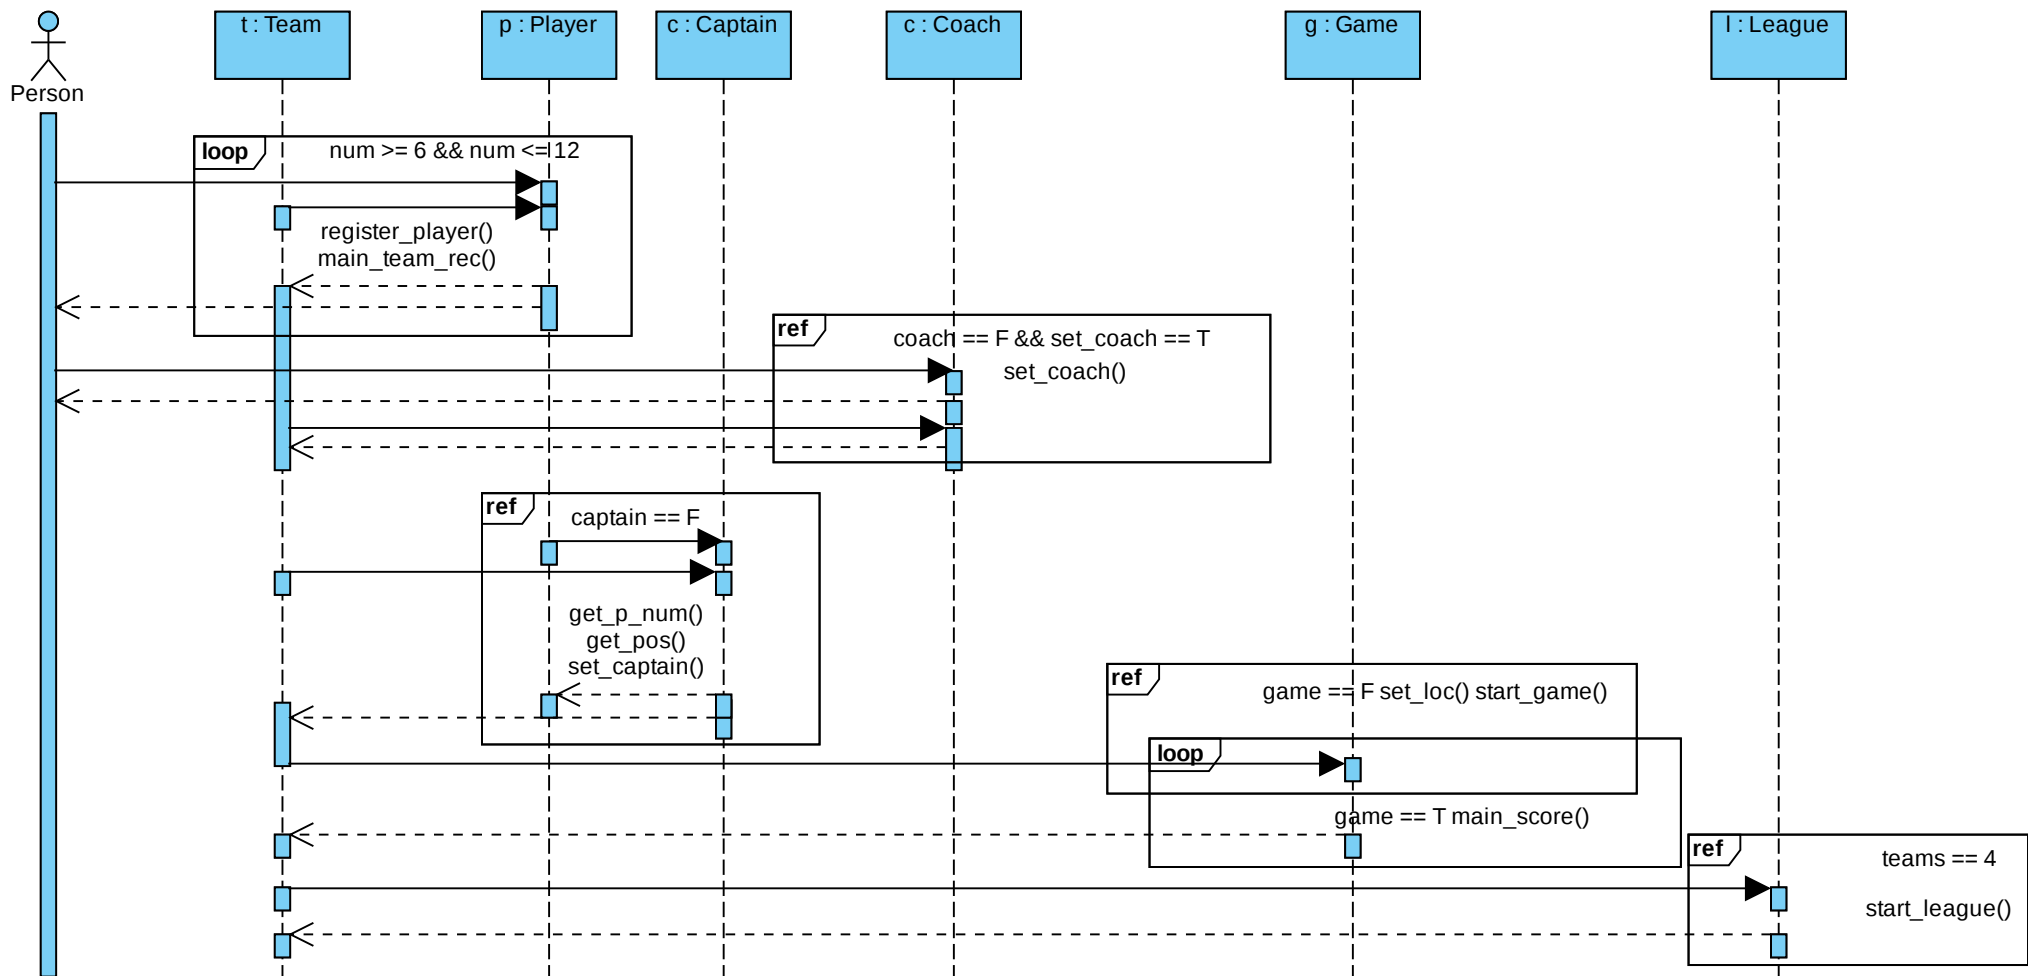 t : Team
p : Player
c : Captain
c : Coach
g : Game
l : League
Person
loop
num >= 6 && num <= 12
register_player()
main_team_rec()
ref
coach == F && set_coach == T
set_coach()
ref
captain == F
get_p_num()
get_pos()
set_captain()
ref
game == F set_loc() start_game()
loop
game == T main_score()
ref
teams == 4
start_league()